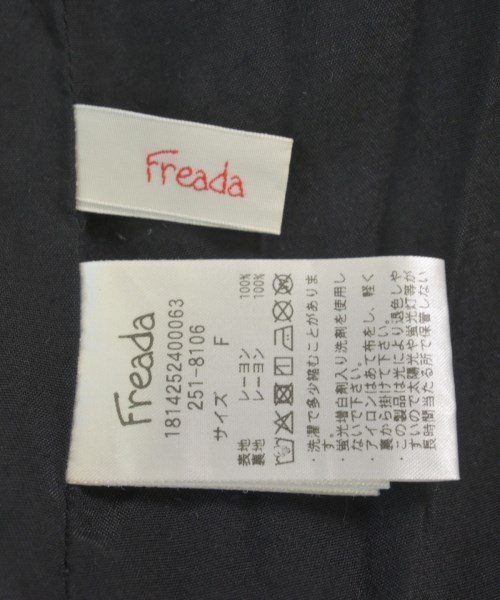 Freada
Freada
1814252400063
251-8106
サイズ F
表地 レーヨン 100%
裏地 レーヨン 100%
・洗濯で多少縮むことがありま
す。
・蛍光増白剤入り洗剤を使用し
ないで下さい。
・アイロンはあて布をし、軽く
裏から掛けて下さい。
・この製品は光により退色しや
すいので太陽光や蛍光灯等が
長時間当たる所で保管しない